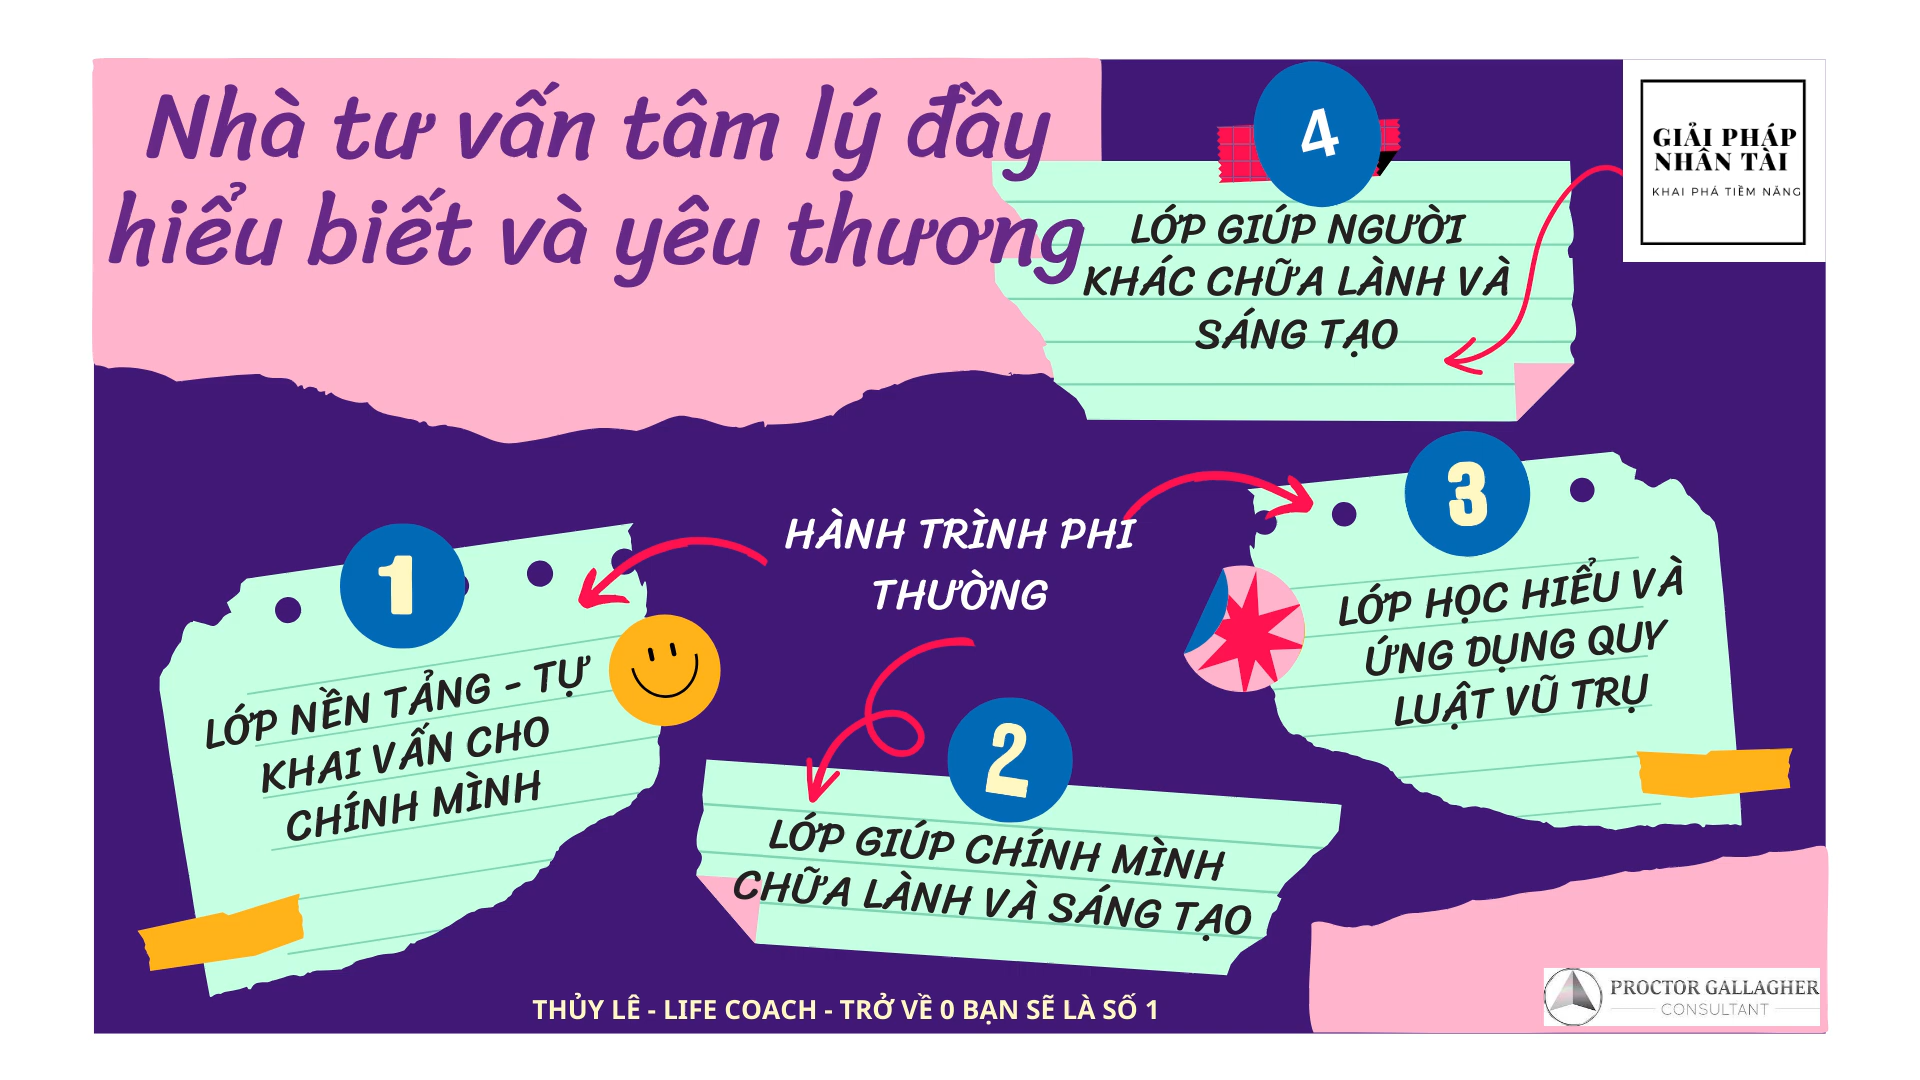 Nhà tư vấn tâm lý đầy
hiểu biết và yêu thương
GIẢI PHÁP
NHÂN TÀI
KHAI PHÁ TIỀM NĂNG
4
LỚP GIÚP NGƯỜI
KHÁC CHỮA LÀNH VÀ
SÁNG TẠO
HÀNH TRÌNH PHI
THƯỜNG
1
LỚP NỀN TẢNG - TỰ
KHAI VẤN CHO
CHÍNH MÌNH
2
LỚP GIÚP CHÍNH MÌNH
CHỮA LÀNH VÀ SÁNG TẠO
3
LỚP HỌC HIỂU VÀ
ỨNG DỤNG QUY
LUẬT VŨ TRỤ
THỦY LÊ - LIFE COACH - TRỞ VỀ 0 BẠN SẼ LÀ SỐ 1
PROCTOR GALLAGHER
CONSULTANT